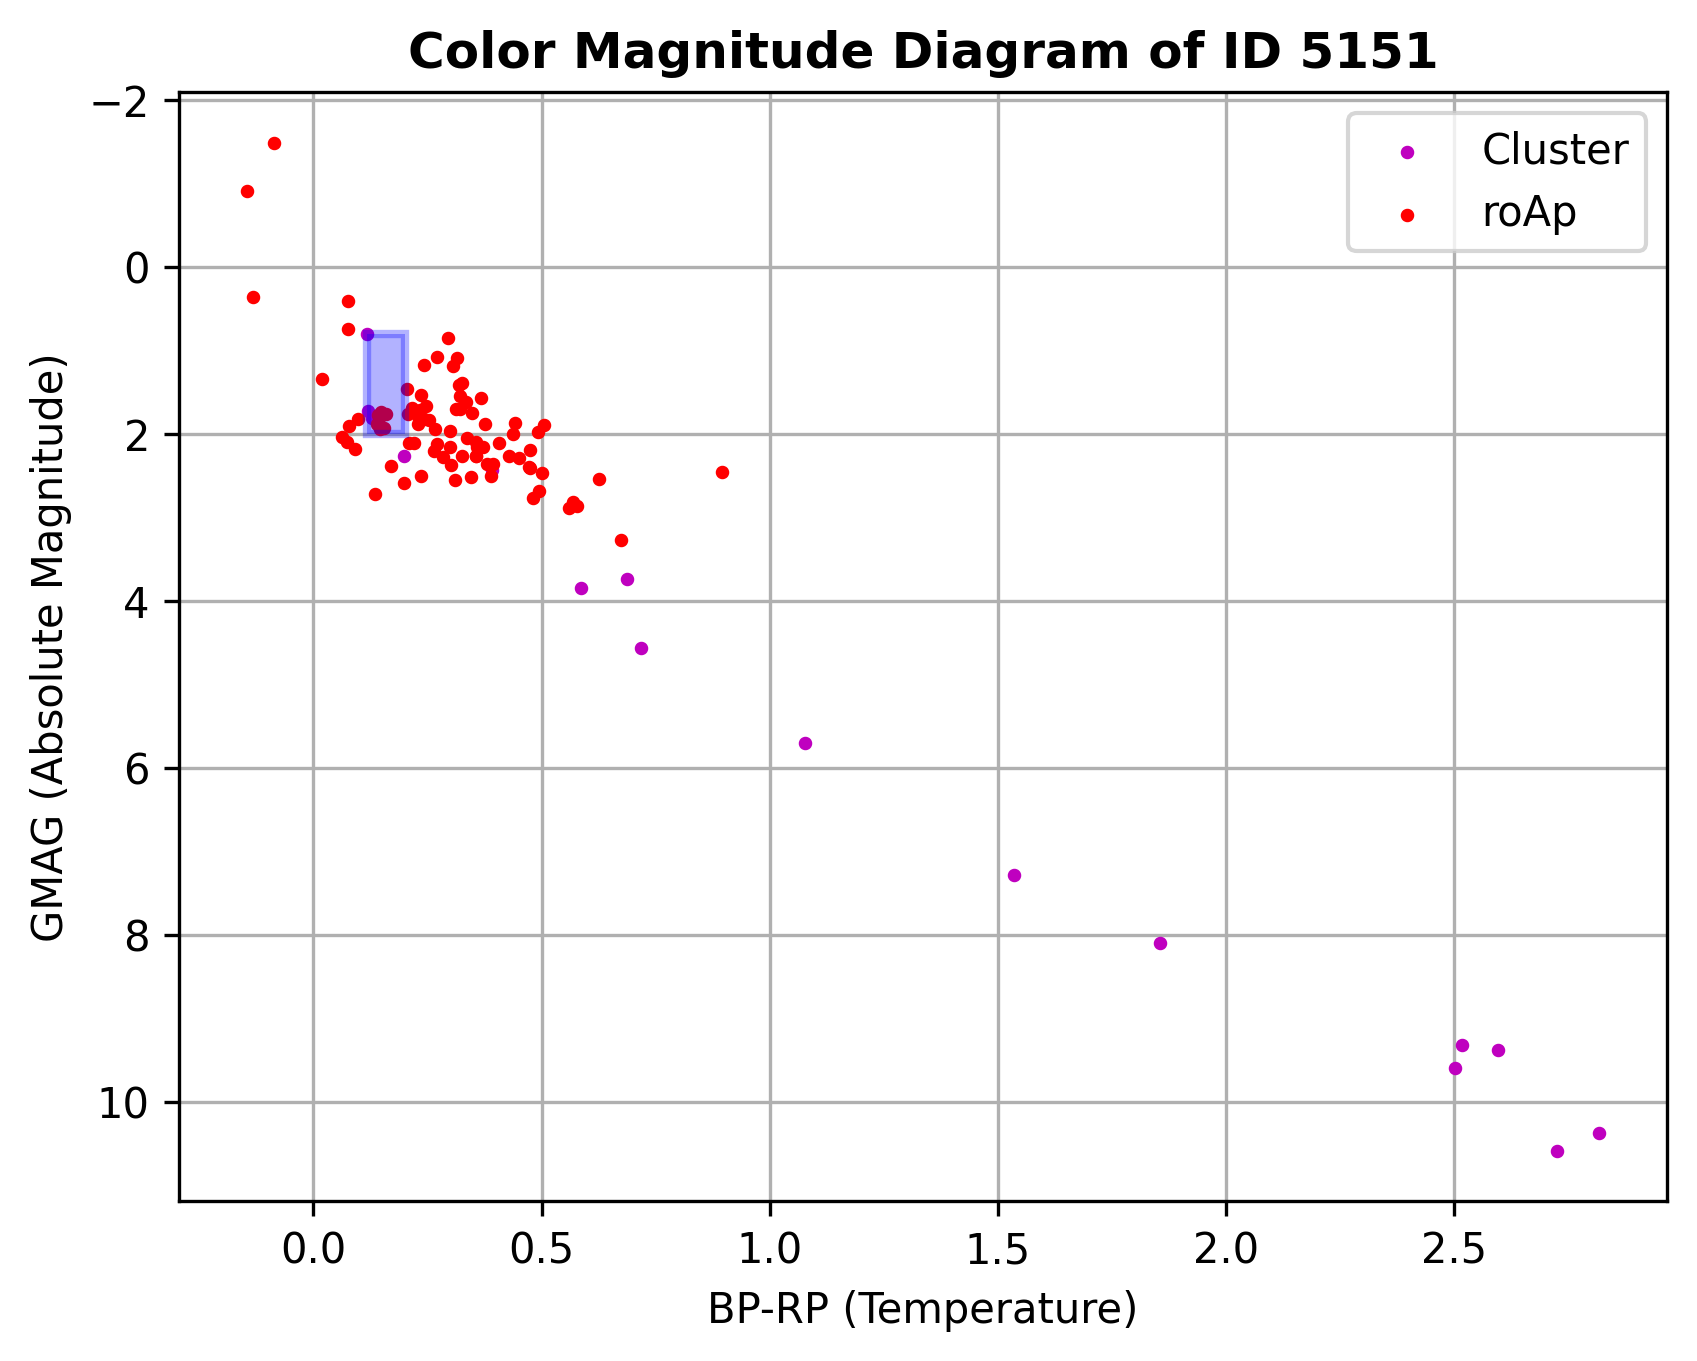 Color Magnitude Diagram of ID 5151
Cluster
roAp
GMAG (Absolute Magnitude)
−2
0
2
4
6
8
10
0.0 0.5 1.0 1.5 2.0 2.5
BP-RP (Temperature)